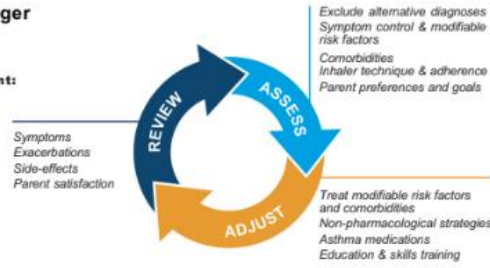 ger
nt:
Exclude alternative diagnoses
Symptom control & modifiable
risk factors
Comorbidities
Inhaler technique & adherence
Parent preferences and goals
REVIEW
ASSESS
ADJUST
Symptoms
Exacerbations
Side-effects
Parent satisfaction
Treat modifiable risk factors
and comorbidities
Non-pharmacological strategies
Asthma medications
Education & skills training